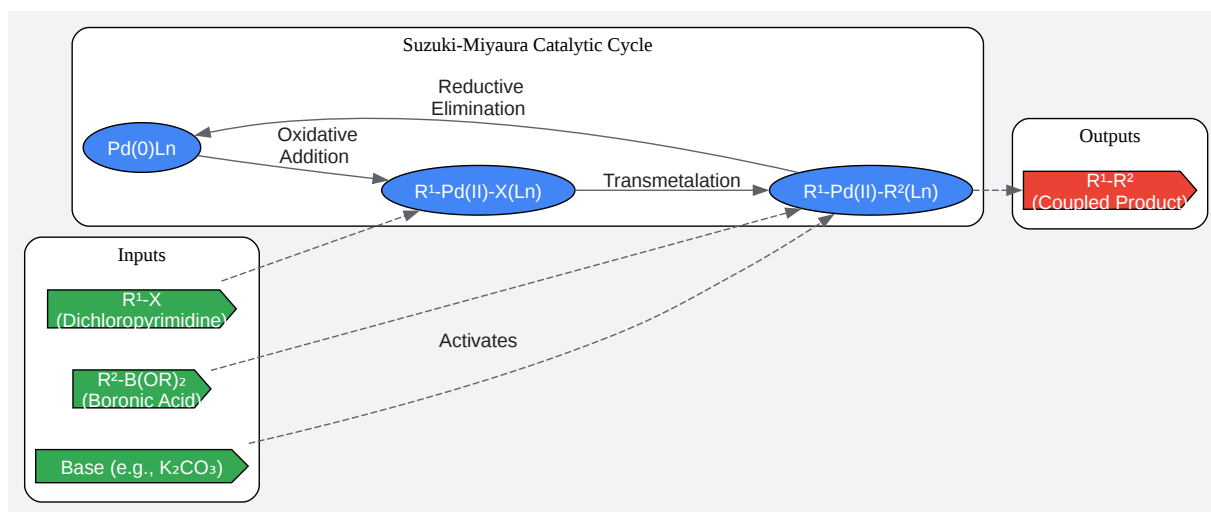 Suzuki-Miyaura Catalytic Cycle
Reductive
Elimination
Oxidative
Addition
Pd(0)Ln
R¹-Pd(II)-X(Ln)
Transmetalation
R¹-Pd(II)-R²(Ln)
Outputs
R¹-R²
(Coupled Product)
Inputs
R¹-X
(Dichloropyrimidine)
R²-B(OR)₂
(Boronic Acid)
Base (e.g., K₂CO₃)
Activates